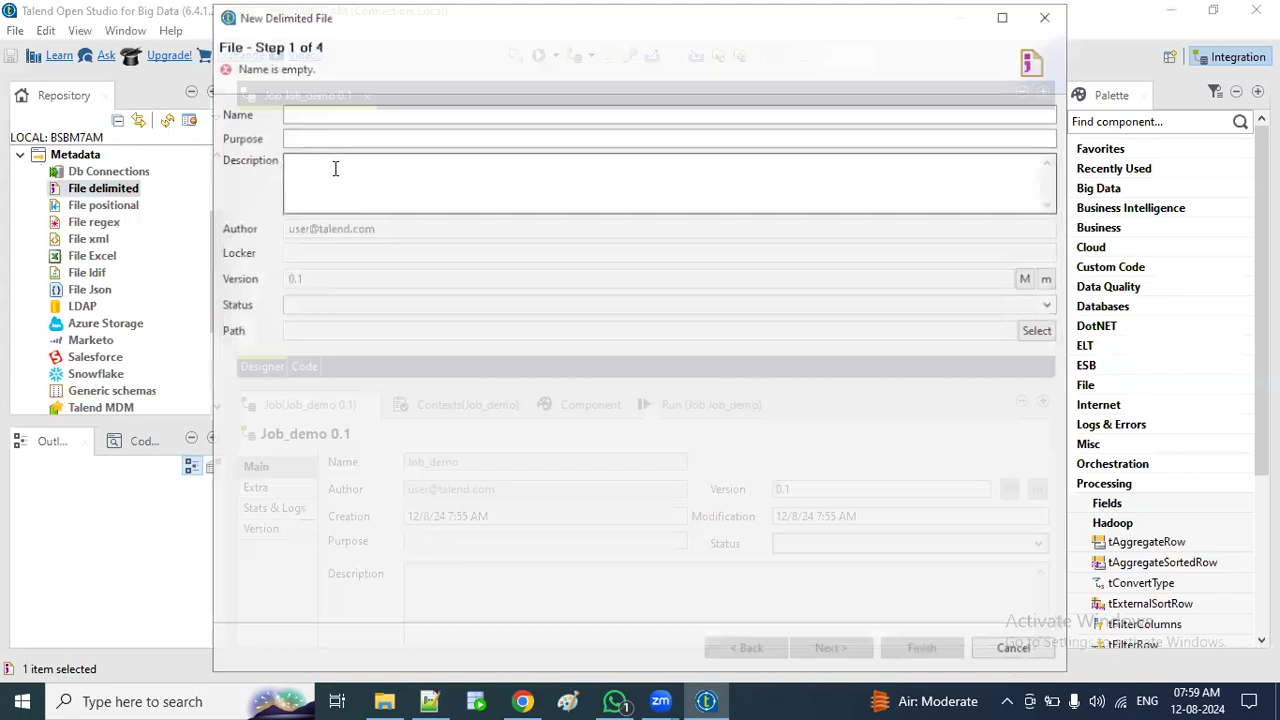 Talend Open Studio for Big Data (6.4.1.
(Connection: Local)
New Delimited File
File Edit View Window Help
Learn Ask Upgrade!
File - Step 1 of 4
Name is empty.
Integration
Repository
Job Job_demo 0.1
Palette
LOCAL: BSBM7AM
Find component...
Metadata
Db Connections
File delimited
File positional
File regex
File xml
File Excel
File ldif
File Json
LDAP
Azure Storage
Marketo
Salesforce
Snowflake
Generic schemas
Talend MDM
Name
Purpose
Description
Author user@talend.com
Locker
Version 0.1 M m
Status
Path Select
Designer Code
Job(Job_demo 0.1) Contexts(Job_demo) Component Run (Job Job_demo)
Job_demo 0.1
Main
Extra
Stats & Logs
Version
Name Job_demo
Author user@talend.com Version 0.1
Creation 12/8/24 7:55 AM Modification 12/8/24 7:55 AM
Purpose Status
Description
< Back Next > Finish Cancel
Favorites
Recently Used
Big Data
Business Intelligence
Business
Cloud
Custom Code
Data Quality
Databases
DotNET
ELT
ESB
File
Internet
Logs & Errors
Misc
Orchestration
Processing
Fields
Hadoop
tAggregateRow
tAggregateSortedRow
tConvertType
tExternalSortRow
tFilterColumns
tFilterRow
Activate Windows
Go to Settings to activate Windows.
Outl... Cod...
1 item selected
Type here to search
1
Air: Moderate
ENG
07:59 AM
12-08-2024